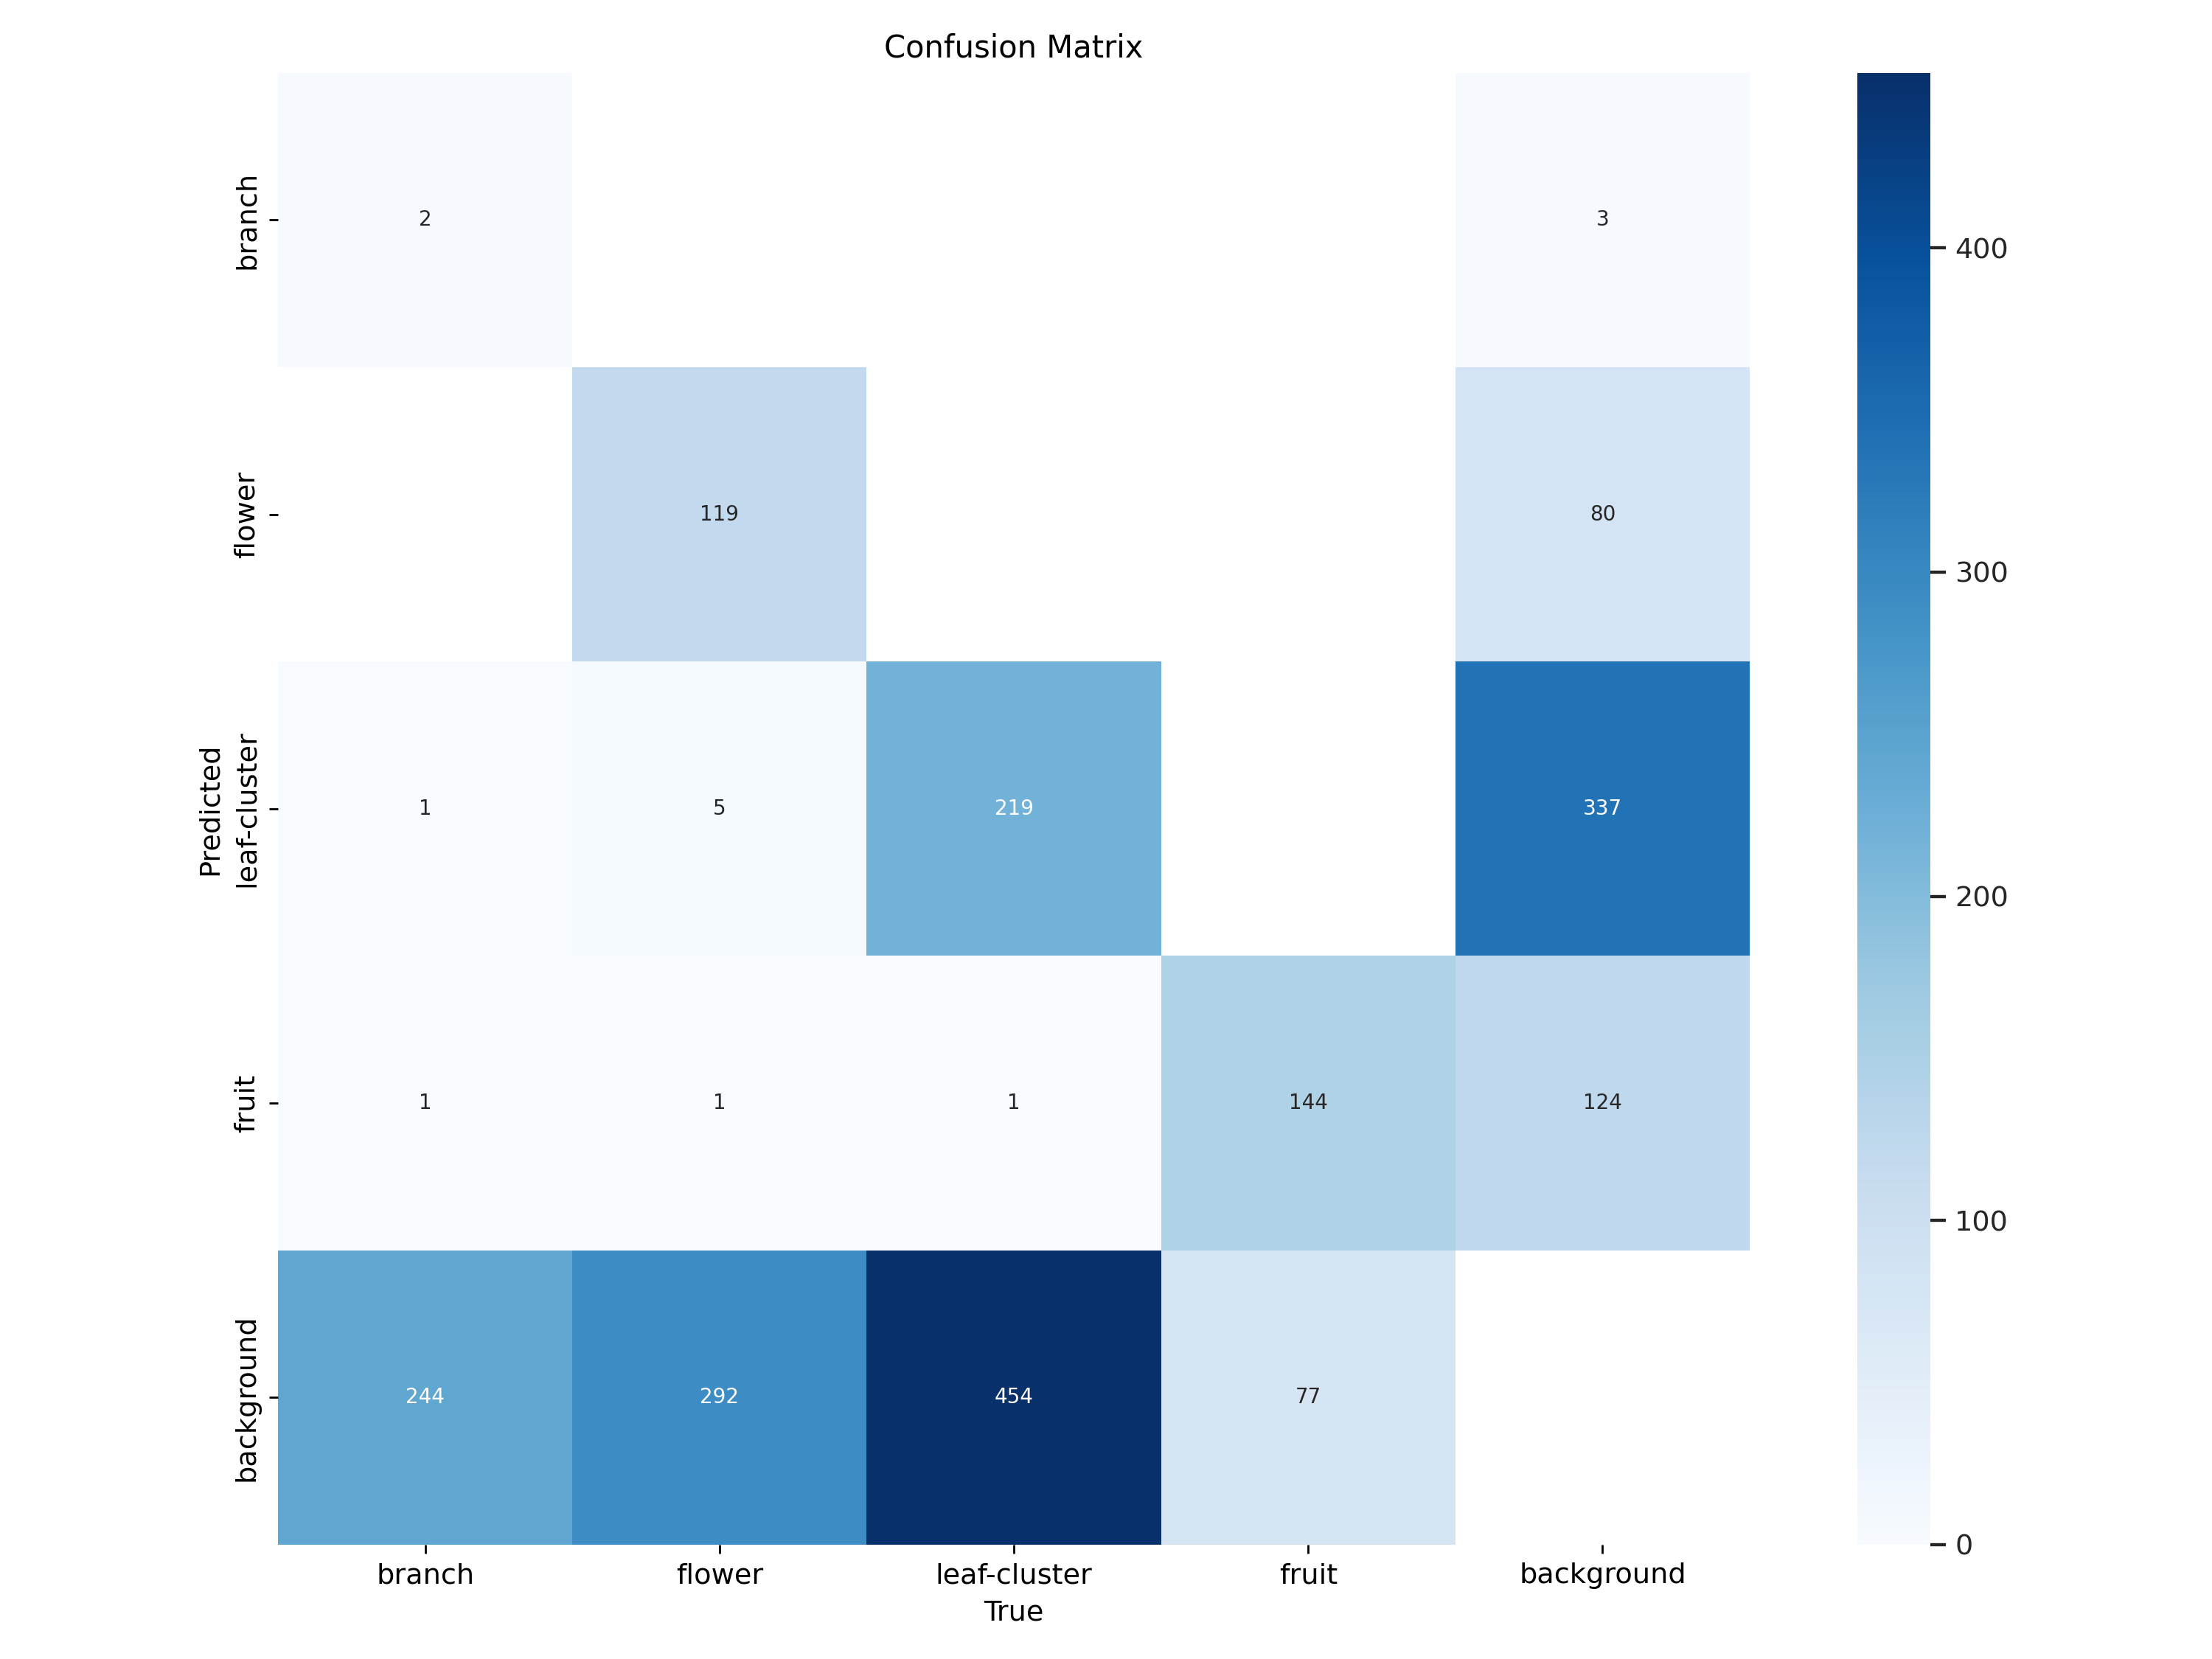 Confusion Matrix
branch
2
3
400
flower
119
80
300
Predicted
leaf-cluster
1
5
219
337
200
fruit
1
1
1
144
124
100
background
244
292
454
77
0
branch
flower
leaf-cluster
fruit
background
True